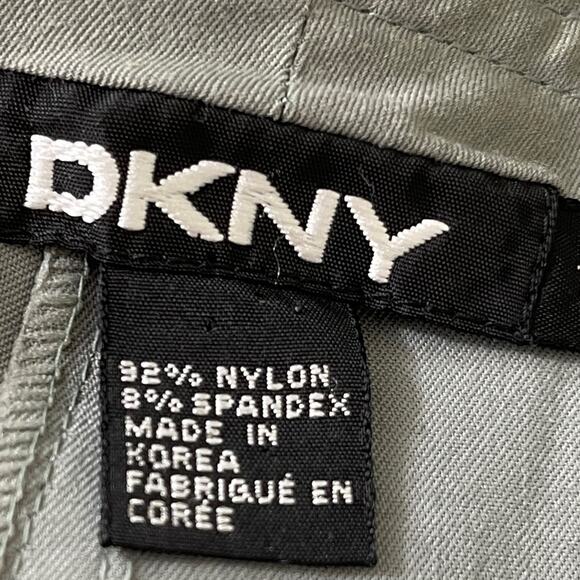 DKNY
92% NYLON
8% SPANDEX
MADE IN
KOREA
FABRIQUÉ EN
CORÉE